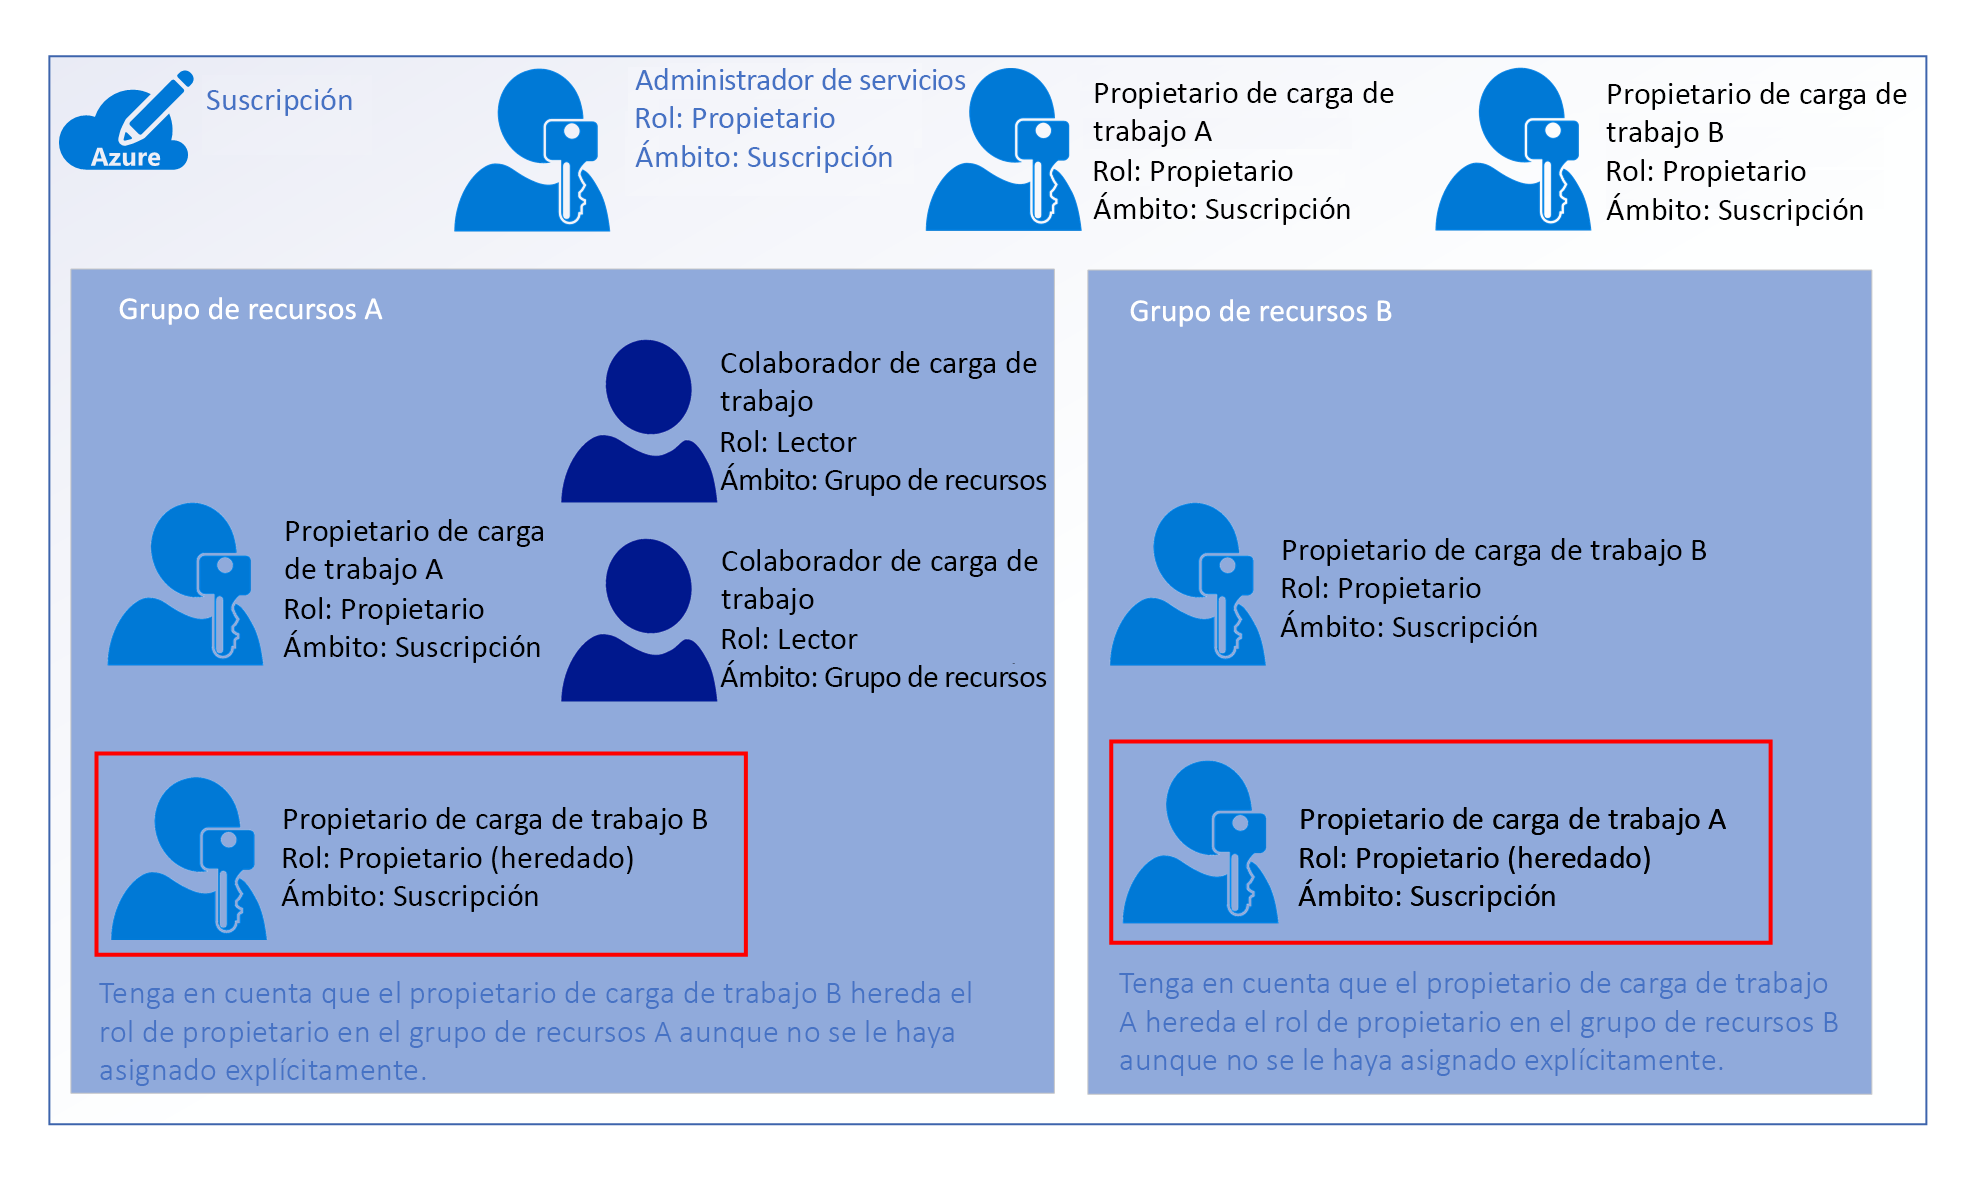 Azure
Suscripción
Administrador de servicios
Rol: Propietario
Ámbito: Suscripción
Propietario de carga de
trabajo A
Rol: Propietario
Ámbito: Suscripción
Propietario de carga de
trabajo B
Rol: Propietario
Ámbito: Suscripción
Grupo de recursos A
Colaborador de carga de
trabajo
Rol: Lector
Ámbito: Grupo de recursos
Propietario de carga
de trabajo A
Rol: Propietario
Ámbito: Suscripción
Colaborador de carga de
trabajo
Rol: Lector
Ámbito: Grupo de recursos
Propietario de carga de trabajo B
Rol: Propietario (heredado)
Ámbito: Suscripción
Tenga en cuenta que el propietario de carga de trabajo B hereda el
rol de propietario en el grupo de recursos A aunque no se le haya
asignado explícitamente.
Grupo de recursos B
Propietario de carga de trabajo B
Rol: Propietario
Ámbito: Suscripción
Propietario de carga de trabajo A
Rol: Propietario (heredado)
Ámbito: Suscripción
Tenga en cuenta que el propietario de carga de trabajo
A hereda el rol de propietario en el grupo de recursos B
aunque no se le haya asignado explícitamente.